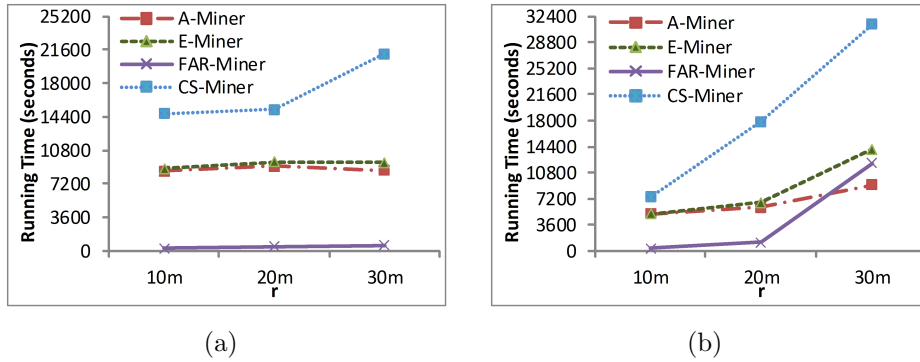 25200
21600
18000
14400
10800
7200
3600
0
Running Time (seconds)
A-Miner
E-Miner
FAR-Miner
CS-Miner
10m 20m 30m
r
(a)
32400
28800
25200
21600
18000
14400
10800
7200
3600
0
Running Time (seconds)
A-Miner
E-Miner
FAR-Miner
CS-Miner
10m 20m 30m
r
(b)